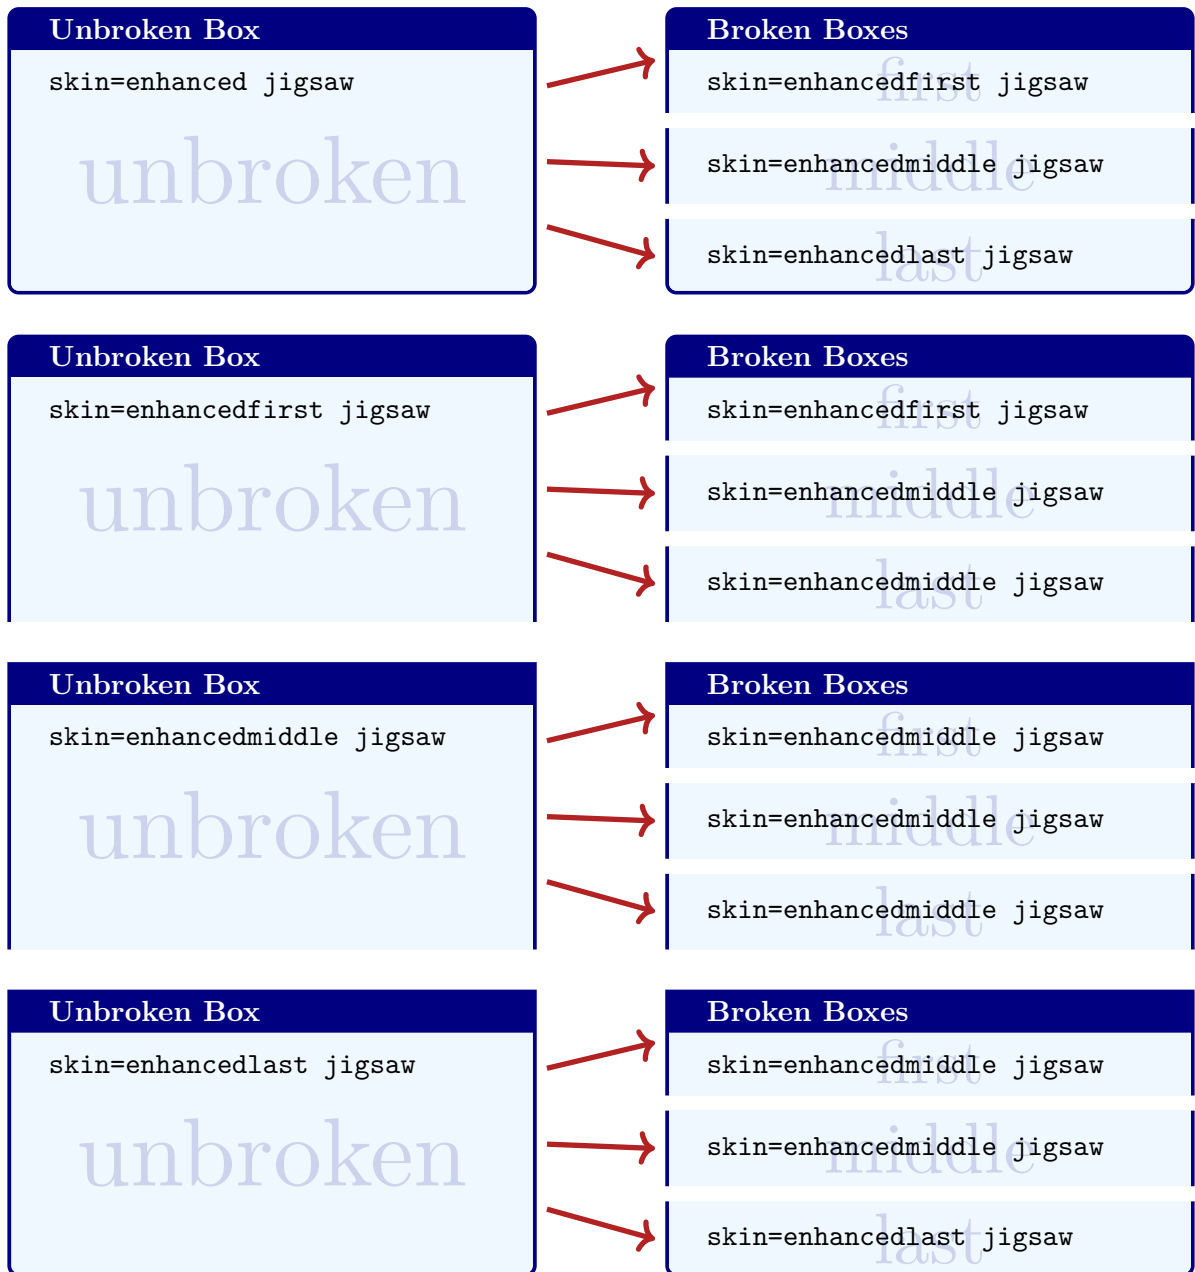 Unbroken Box
skin=enhanced jigsaw
unbroken
Broken Boxes
first
skin=enhancedfirst jigsaw
middle
skin=enhancedmiddle jigsaw
last
skin=enhancedlast jigsaw
Unbroken Box
skin=enhancedfirst jigsaw
unbroken
Broken Boxes
first
skin=enhancedfirst jigsaw
middle
skin=enhancedmiddle jigsaw
last
skin=enhancedmiddle jigsaw
Unbroken Box
skin=enhancedmiddle jigsaw
unbroken
Broken Boxes
first
skin=enhancedmiddle jigsaw
middle
skin=enhancedmiddle jigsaw
last
skin=enhancedmiddle jigsaw
Unbroken Box
skin=enhancedlast jigsaw
unbroken
Broken Boxes
first
skin=enhancedmiddle jigsaw
middle
skin=enhancedmiddle jigsaw
last
skin=enhancedlast jigsaw